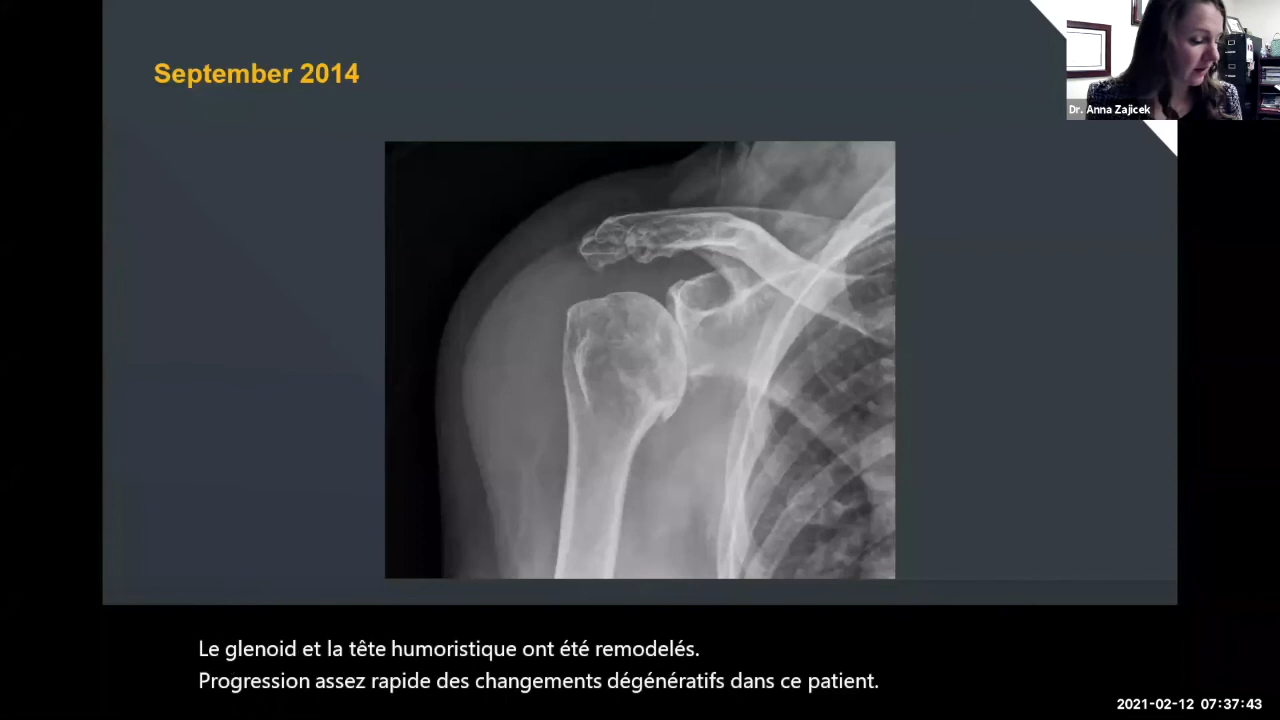 September 2014
Dr. Anna Zajicek
Le glenoid et la tête humoristique ont été remodelés.
Progression assez rapide des changements dégénératifs dans ce patient.
2021-02-12 07:37:43